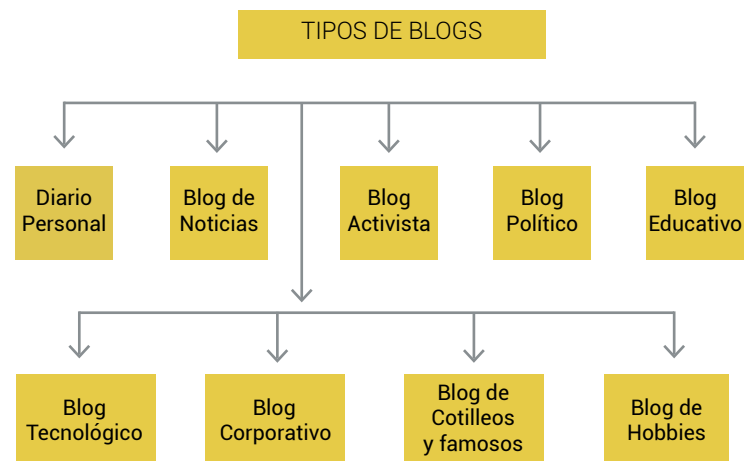 TIPOS DE BLOGS
Diario
Personal
Blog de
Noticias
Blog
Activista
Blog
Político
Blog
Educativo
Blog
Tecnológico
Blog
Corporativo
Blog de
Cotilleos
y famosos
Blog de
Hobbies